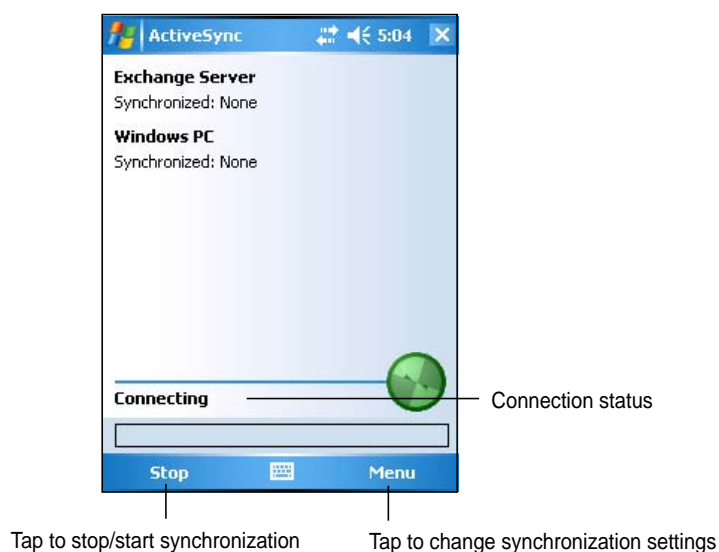 ActiveSync 5:04
Exchange Server
Synchronized: None
Windows PC
Synchronized: None
Connecting
Connection status
Stop Menu
Tap to stop/start synchronization
Tap to change synchronization settings